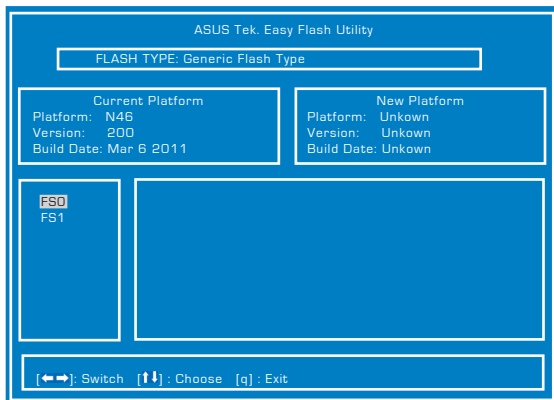 ASUS Tek. Easy Flash Utility
FLASH TYPE: Generic Flash Type
Current Platform
Platform: N46
Version: 200
Build Date: Mar 6 2011
New Platform
Platform: Unkown
Version: Unkown
Build Date: Unkown
FS0
FS1
[←→]: Switch [↑↓] : Choose [q] : Exit